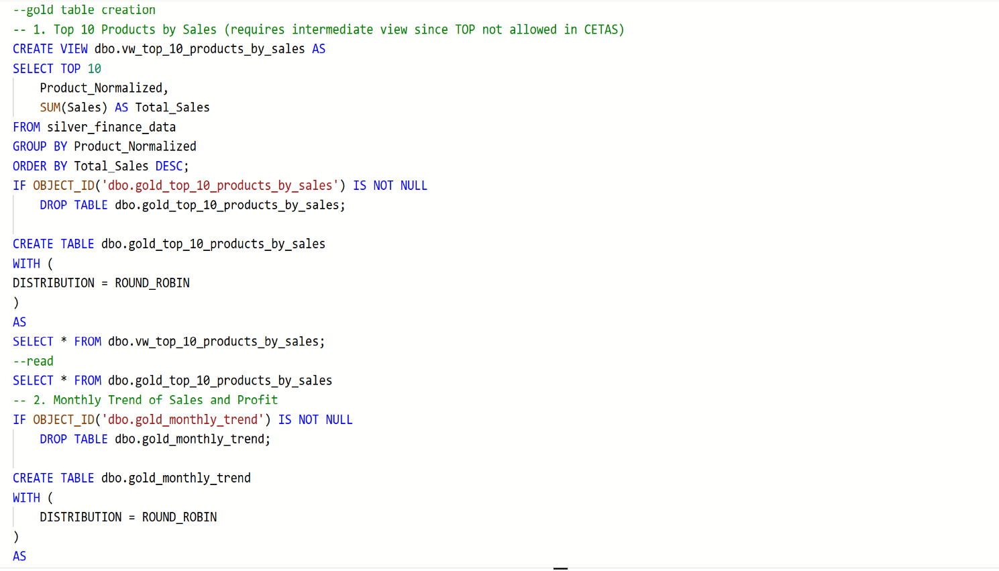 --gold table creation
-- 1. Top 10 Products by Sales (requires intermediate view since TOP not allowed in CETAS)
CREATE VIEW dbo.vw_top_10_products_by_sales AS
SELECT TOP 10
    Product_Normalized,
    SUM(Sales) AS Total_Sales
FROM silver_finance_data
GROUP BY Product_Normalized
ORDER BY Total_Sales DESC;
IF OBJECT_ID('dbo.gold_top_10_products_by_sales') IS NOT NULL
    DROP TABLE dbo.gold_top_10_products_by_sales;

CREATE TABLE dbo.gold_top_10_products_by_sales
WITH (
DISTRIBUTION = ROUND_ROBIN
)
AS
SELECT * FROM dbo.vw_top_10_products_by_sales;
--read
SELECT * FROM dbo.gold_top_10_products_by_sales
-- 2. Monthly Trend of Sales and Profit
IF OBJECT_ID('dbo.gold_monthly_trend') IS NOT NULL
    DROP TABLE dbo.gold_monthly_trend;

CREATE TABLE dbo.gold_monthly_trend
WITH (
    DISTRIBUTION = ROUND_ROBIN
)
AS